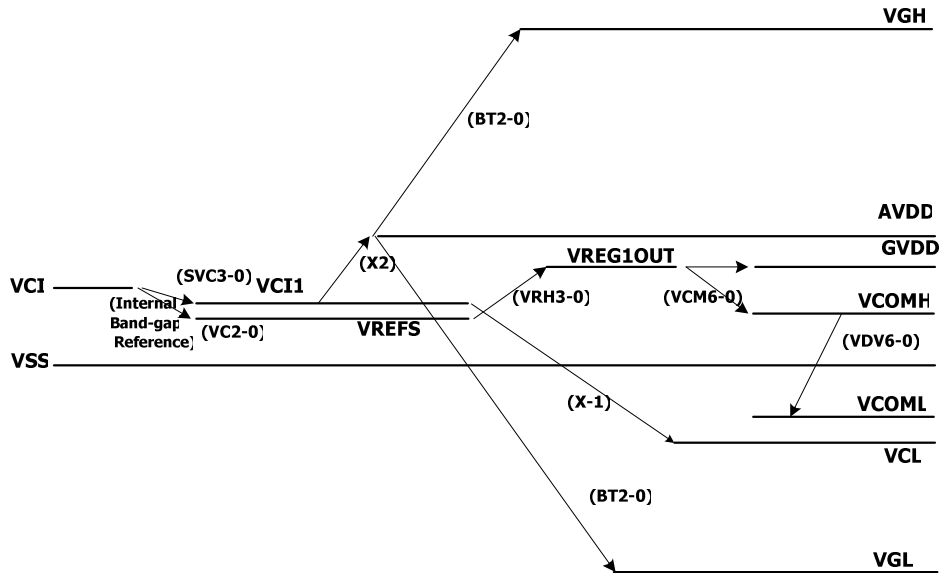 VGH
(BT2-0)
AVDD
GVDD
VREG1OUT
(X2)
(SVC3-0)
VCI
VCI1
(VRH3-0)
(VCM6-0)
(Internal
Band-gap
Reference)
(VC2-0)
VREFS
VCOMH
(VDV6-0)
VSS
(X-1)
VCOML
VCL
(BT2-0)
VGL